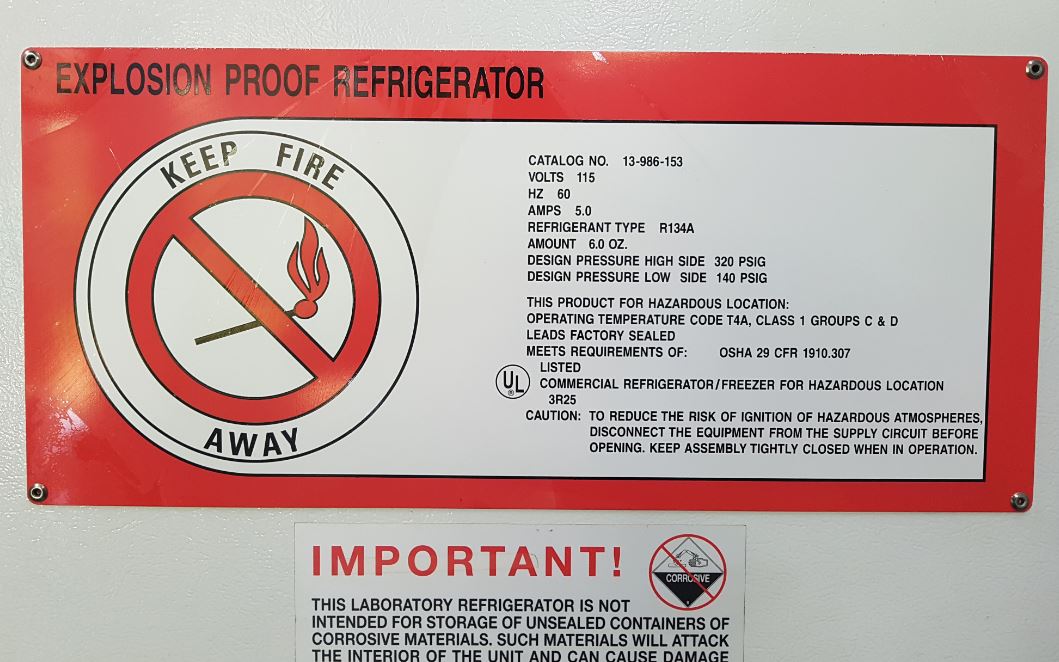 EXPLOSION PROOF REFRIGERATOR
KEEP FIRE
AWAY
CATALOG NO. 13-986-153
VOLTS 115
HZ 60
AMPS 5.0
REFRIGERANT TYPE R134A
AMOUNT 6.0 OZ.
DESIGN PRESSURE HIGH SIDE 320 PSIG
DESIGN PRESSURE LOW SIDE 140 PSIG
THIS PRODUCT FOR HAZARDOUS LOCATION:
OPERATING TEMPERATURE CODE T4A, CLASS 1 GROUPS C & D
LEADS FACTORY SEALED
MEETS REQUIREMENTS OF: OSHA 29 CFR 1910.307
LISTED
UL ®
COMMERCIAL REFRIGERATOR/FREEZER FOR HAZARDOUS LOCATION
3R25
CAUTION: TO REDUCE THE RISK OF IGNITION OF HAZARDOUS ATMOSPHERES,
DISCONNECT THE EQUIPMENT FROM THE SUPPLY CIRCUIT BEFORE
OPENING. KEEP ASSEMBLY TIGHTLY CLOSED WHEN IN OPERATION.
IMPORTANT!
CORROSIVE
THIS LABORATORY REFRIGERATOR IS NOT
INTENDED FOR STORAGE OF UNSEALED CONTAINERS OF
CORROSIVE MATERIALS. SUCH MATERIALS WILL ATTACK
THE INTERIOR OF THE UNIT AND CAN CAUSE DAMAGE